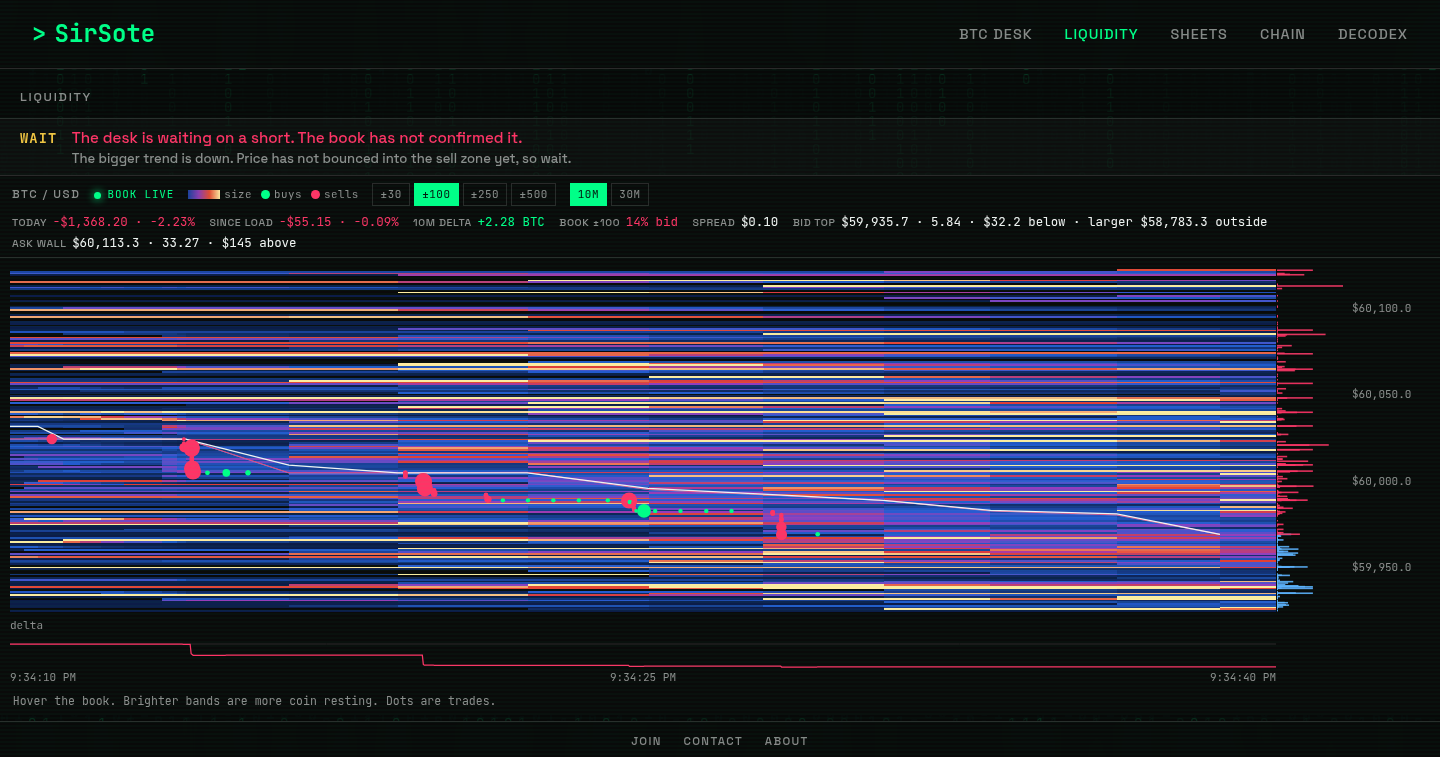 > SirSote
BTC DESK LIQUIDITY SHEETS CHAIN DECODEX
LIQUIDITY
WAIT The desk is waiting on a short. The book has not confirmed it.
The bigger trend is down. Price has not bounced into the sell zone yet, so wait.
BTC / USD BOOK LIVE size buys sells ±30 ±100 ±250 ±500 10M 30M
TODAY -$1,368.20 · -2.23% SINCE LOAD -$55.15 · -0.09% 10M DELTA +2.28 BTC BOOK ±100 14% bid SPREAD $0.10 BID TOP $59,935.7 · 5.84 · $32.2 below · larger $58,783.3 outside
ASK WALL $60,113.3 · 33.27 · $145 above
$60,100.0
$60,050.0
$60,000.0
$59,950.0
delta
9:34:10 PM 9:34:25 PM 9:34:40 PM
Hover the book. Brighter bands are more coin resting. Dots are trades.
JOIN CONTACT ABOUT